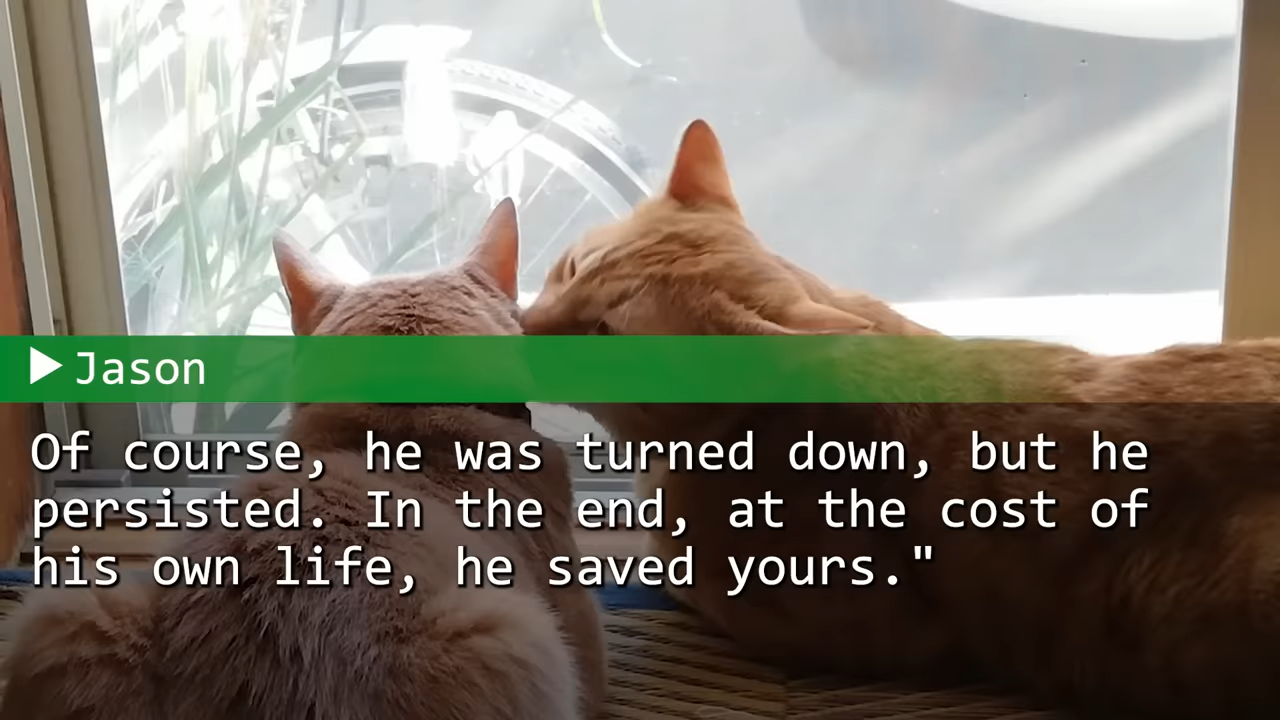 Jason
Of course, he was turned down, but he
persisted. In the end, at the cost of
his own life, he saved yours."